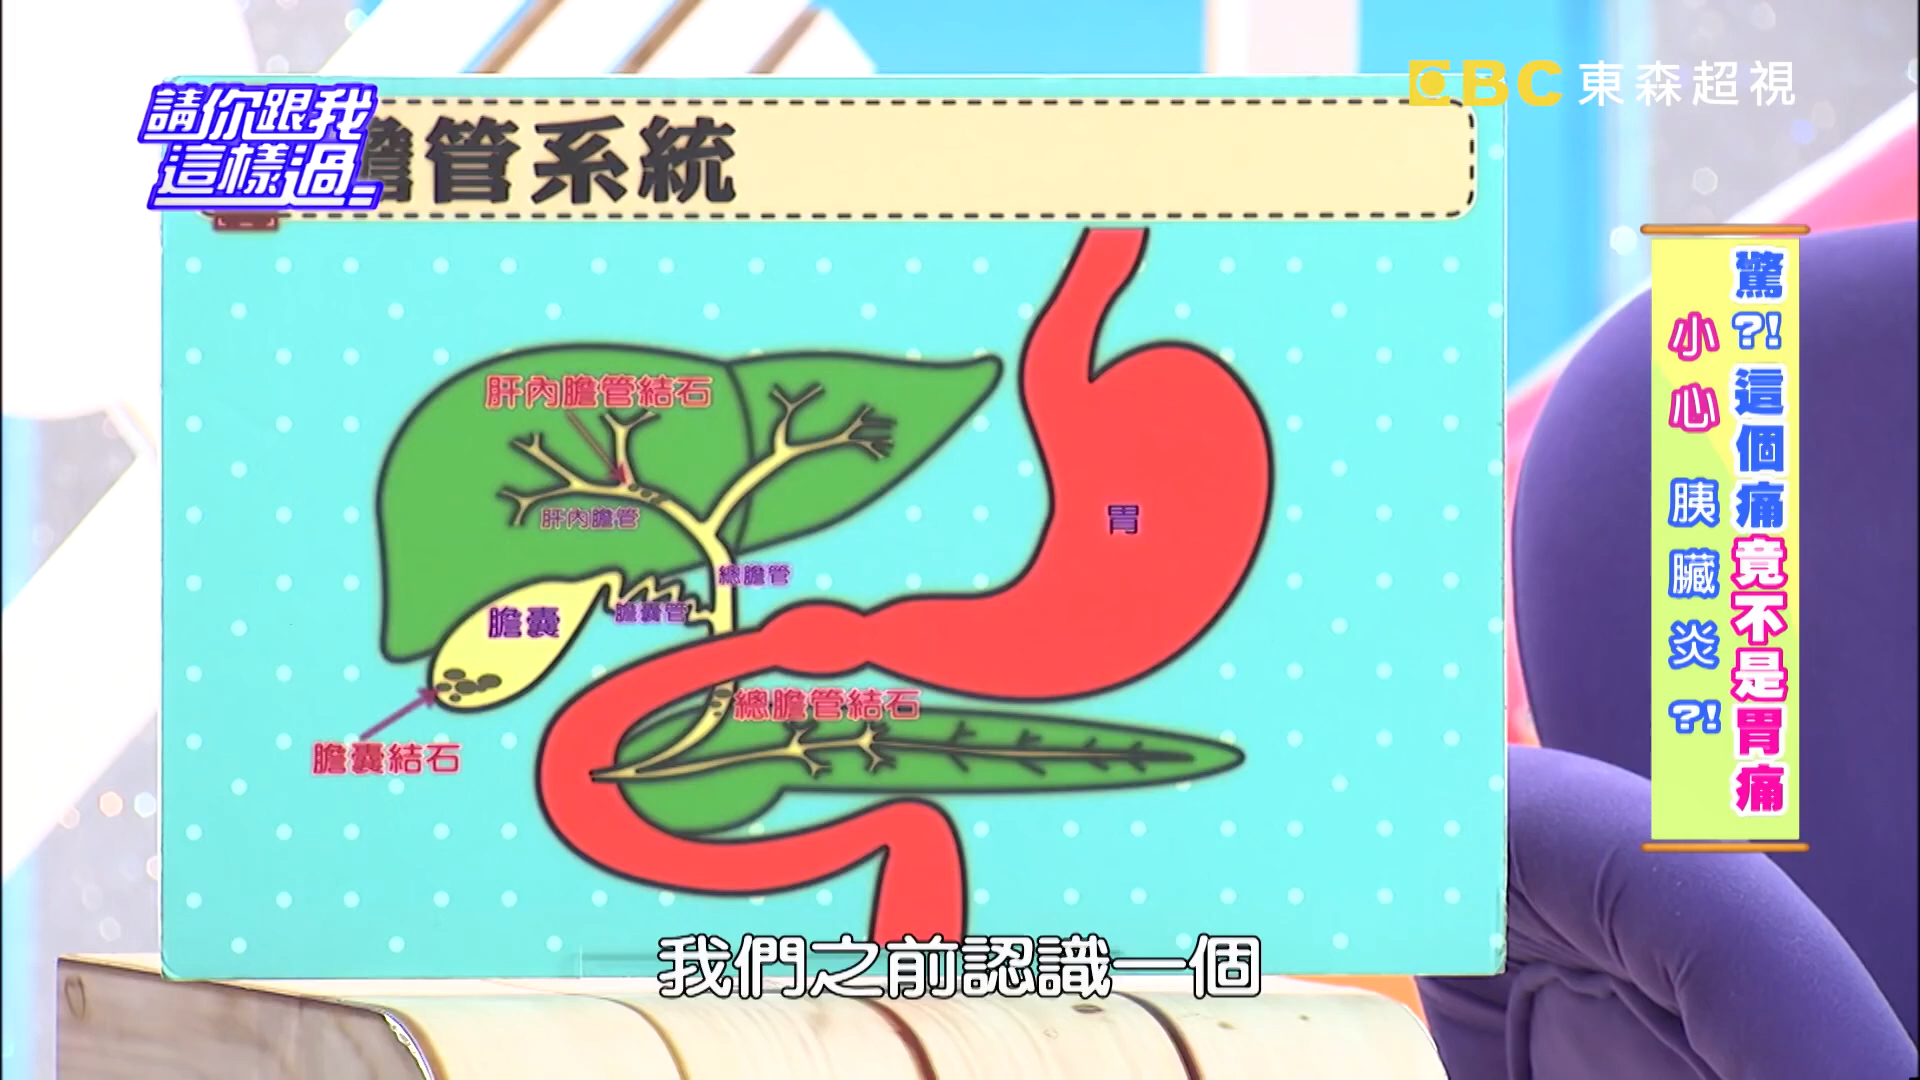 請你跟我
這樣過
EBC 東森超視
膽管系統
肝內膽管結石
肝內膽管
胃
總膽管
膽囊
膽囊管
總膽管結石
膽囊結石
驚?!這個痛竟不是胃痛
小心 胰臟炎?!
我們之前認識一個